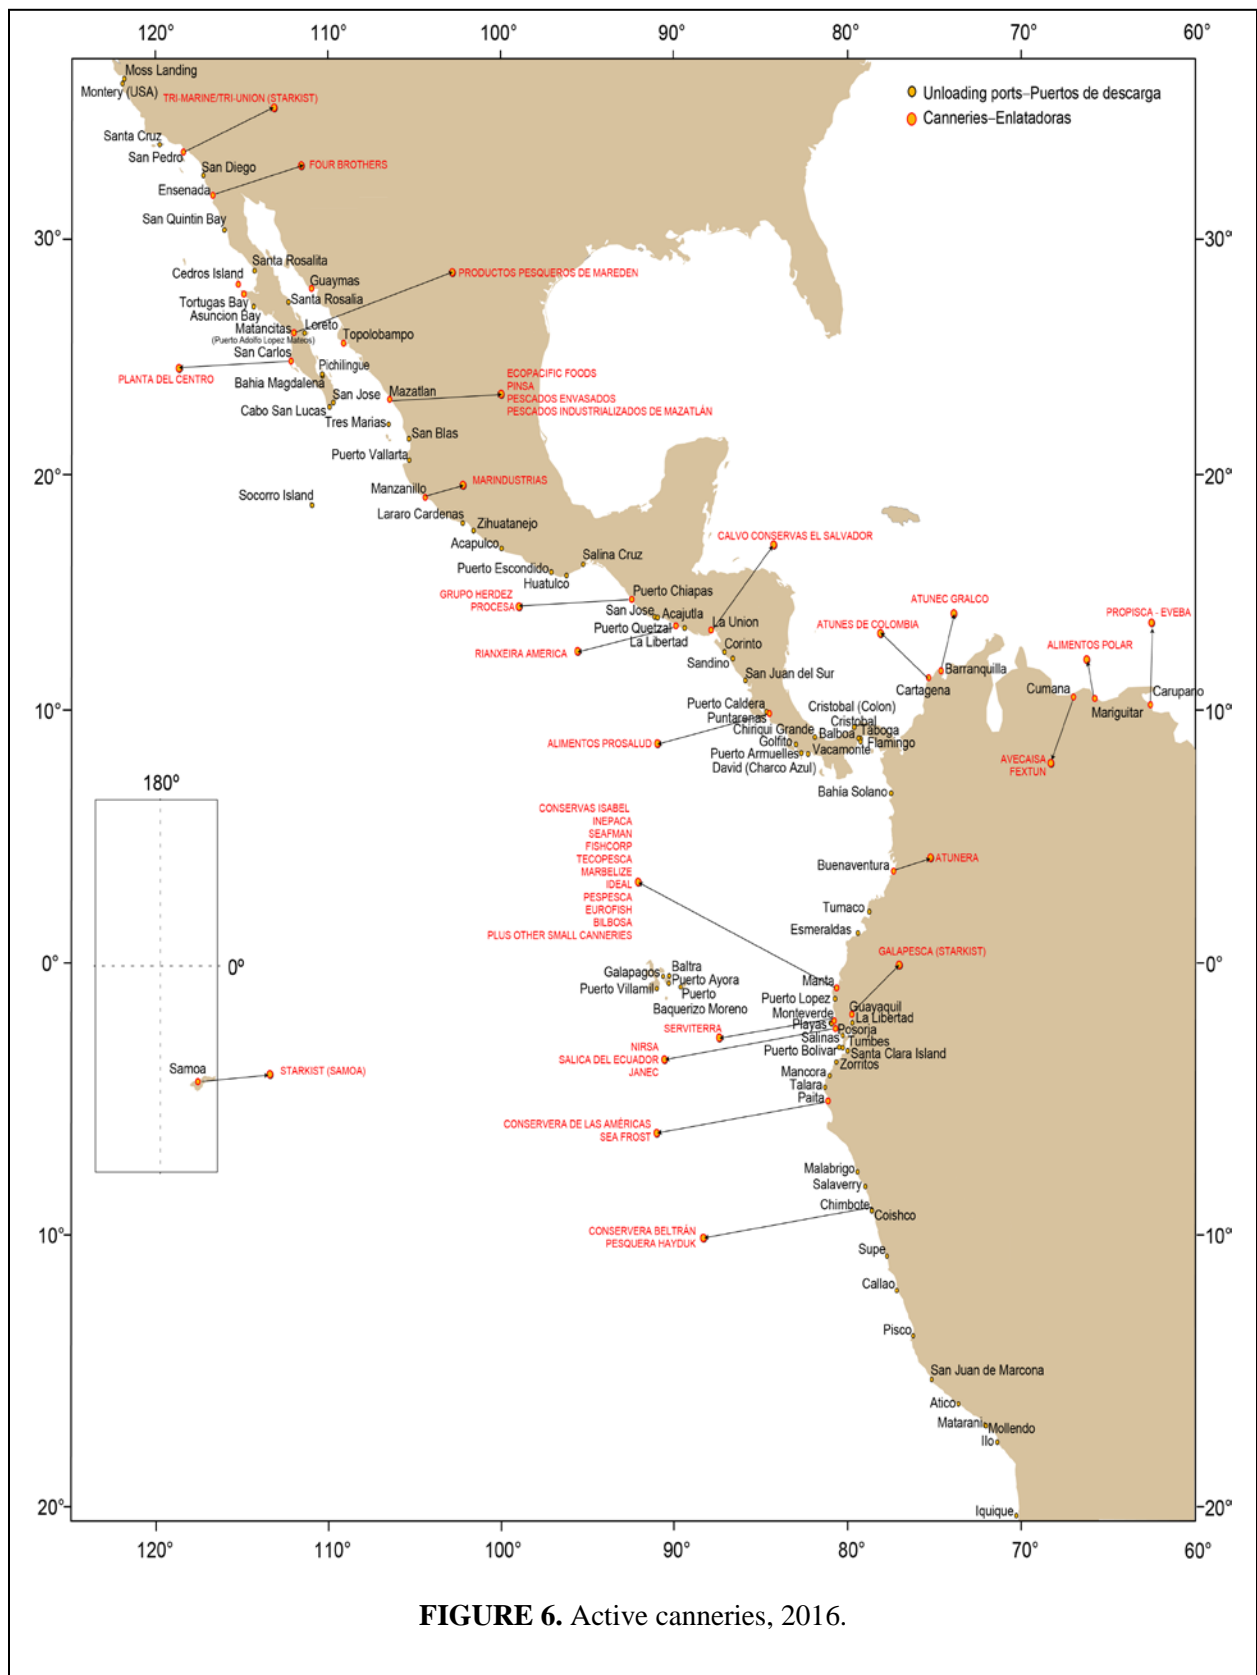 120° 110° 100° 90° 80° 70° 60°
Moss Landing
Montery (USA)
TRI-MARINE/TRI-UNION (STARKIST)
Unloading ports–Puertos de descarga
Canneries–Enlatadoras
Santa Cruz
San Pedro
San Diego
FOUR BROTHERS
Ensenada
San Quintin Bay
30°
30°
Santa Rosalita
Cedros Island
Guaymas
PRODUCTOS PESQUEROS DE MAREDEN
Tortugas Bay
Santa Rosalia
Asuncion Bay
Matancitas
Loreto
(Puerto Adolfo Lopez Mateos)
Topolobampo
San Carlos
PLANTA DEL CENTRO
Pichilingue
Bahia Magdalena
San Jose
Mazatlan
ECOPACIFIC FOODS
PINSA
PESCADOS ENVASADOS
PESCADOS INDUSTRIALIZADOS DE MAZATLÁN
Cabo San Lucas
Tres Marias
San Blas
Puerto Vallarta
20°
20°
Manzanillo
MARINDUSTRIAS
Socorro Island
Lararo Cardenas
Zihuatanejo
Acapulco
Salina Cruz
Puerto Escondido
Huatulco
CALVO CONSERVAS EL SALVADOR
GRUPO HERDEZ
PROCESA
Puerto Chiapas
San Jose
Acajutla
Puerto Quetzal
La Union
La Libertad
RIANXEIRA AMERICA
Corinto
Sandino
San Juan del Sur
ATUNEC GRALCO
ATUNES DE COLOMBIA
PROPISCA - EVEBA
ALIMENTOS POLAR
Barranquilla
Cartagena
Cumana
Carupano
Mariguitar
10°
10°
Puerto Caldera
Puntarenas
Cristobal (Colon)
Cristobal
Chiriqui Grande
Balboa
Taboga
Golfito
Flamingo
Puerto Armuelles
Vacamonte
David (Charco Azul)
ALIMENTOS PROSALUD
AVECAISA
FEXTUN
Bahía Solano
180°
CONSERVAS ISABEL
INEPACA
SEAFMAN
FISHCORP
TECOPESCA
MARBELIZE
IDEAL
PESPESCA
EUROFISH
BILBOSA
PLUS OTHER SMALL CANNERIES
Buenaventura
ATUNERA
Tumaco
Esmeraldas
GALAPESCA (STARKIST)
0°
0°
0°
Galapagos
Baltra
Puerto Ayora
Puerto Villamil
Puerto
Baquerizo Moreno
Manta
Puerto Lopez
Monteverde
Guayaquil
Playas
La Libertad
SERVITERRA
Posorja
Salinas
Tumbes
NIRSA
SALICA DEL ECUADOR
JANEC
Puerto Bolivar
Santa Clara Island
Zorritos
Mancora
Talara
Paita
Samoa
STARKIST (SAMOA)
CONSERVERA DE LAS AMÉRICAS
SEA FROST
Malabrigo
Salaverry
Chimbote
Coishco
CONSERVERA BELTRÁN
PESQUERA HAYDUK
10°
10°
Supe
Callao
Pisco
San Juan de Marcona
Atico
Matarani
Mollendo
Ilo
20°
20°
Iquique
120° 110° 100° 90° 80° 70° 60°
FIGURE 6. Active canneries, 2016.